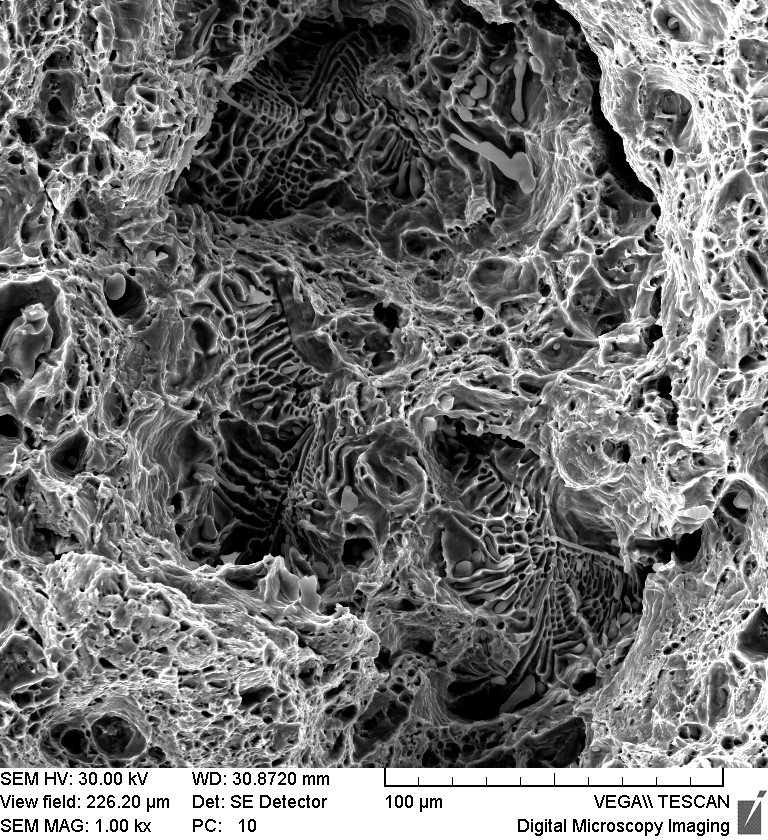 SEM HV: 30.00 kV WD: 30.8720 mm
View field: 226.20 µm Det: SE Detector 100 µm VEGA\\ TESCAN
SEM MAG: 1.00 kx PC: 10 Digital Microscopy Imaging